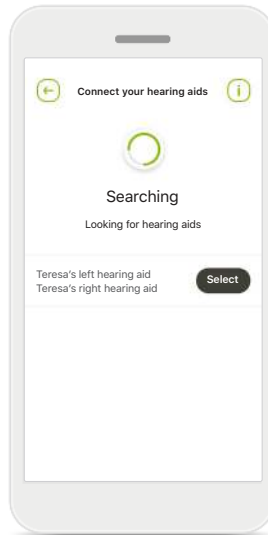 Connect your hearing aids
i
Searching
Looking for hearing aids
Teresa's left hearing aid
Teresa's right hearing aid
Select